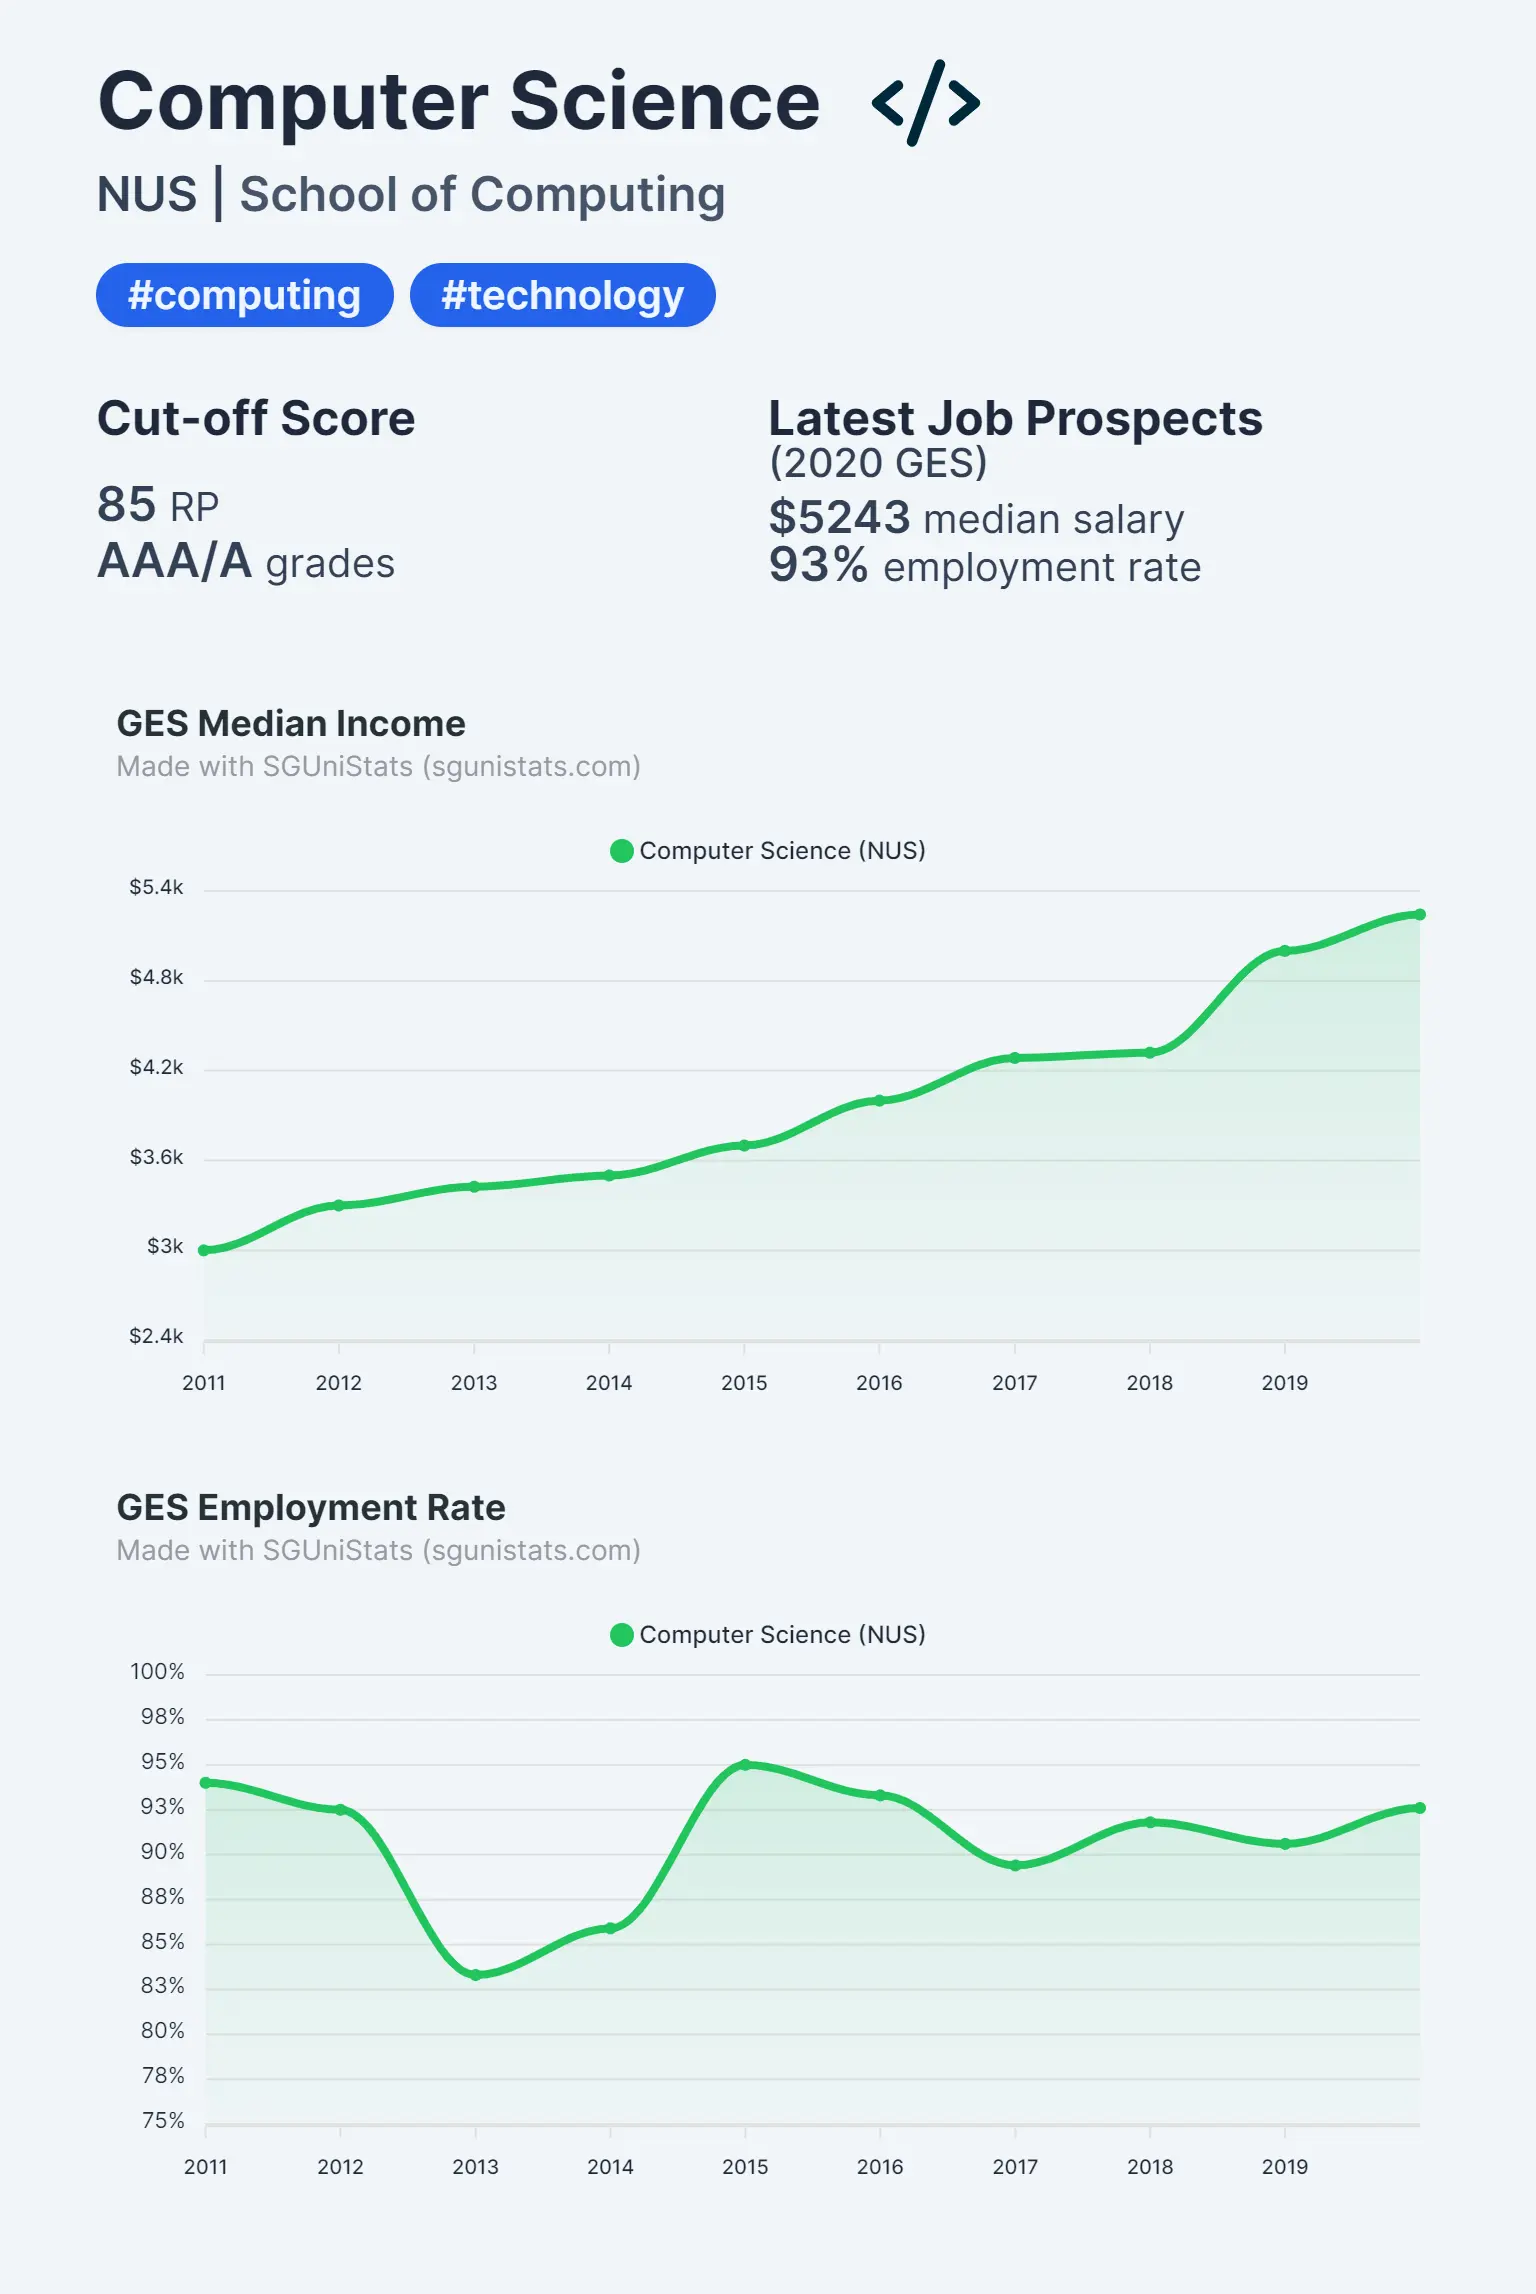 Computer Science </>
NUS | School of Computing
#computing #technology
Cut-off Score
85 RP
AAA/A grades
Latest Job Prospects
(2020 GES)
$5243 median salary
93% employment rate
GES Median Income
Made with SGUniStats (sgunistats.com)
Computer Science (NUS)
$5.4k
$4.8k
$4.2k
$3.6k
$3k
$2.4k
2011 2012 2013 2014 2015 2016 2017 2018 2019
GES Employment Rate
Made with SGUniStats (sgunistats.com)
Computer Science (NUS)
100%
98%
95%
93%
90%
88%
85%
83%
80%
78%
75%
2011 2012 2013 2014 2015 2016 2017 2018 2019